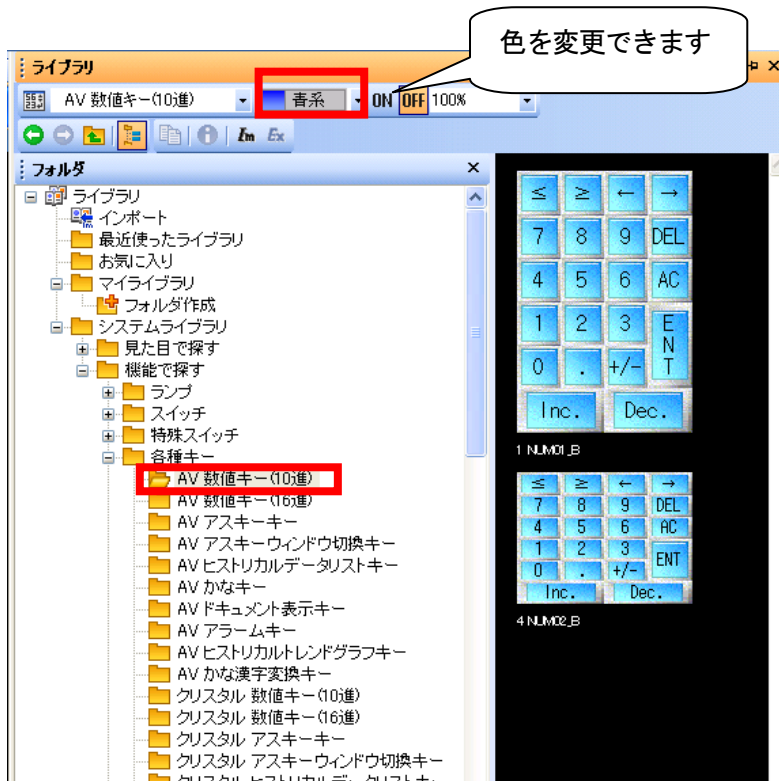 色を変更できます
ライブラリ
AV 数値キー(10進) 青系 ON OFF 100%
Im Ex
フォルダ
ライブラリ
インポート
最近使ったライブラリ
お気に入り
マイライブラリ
フォルダ作成
システムライブラリ
見た目で探す
機能で探す
ランプ
スイッチ
特殊スイッチ
各種キー
AV 数値キー(10進)
AV 数値キー(16進)
AV アスキーキー
AV アスキーウィンドウ切換キー
AV ヒストリカルデータリストキー
AV かなキー
AV ドキュメント表示キー
AV アラームキー
AV ヒストリカルトレンドグラフキー
AV かな漢字変換キー
クリスタル 数値キー(10進)
クリスタル 数値キー(16進)
クリスタル アスキーキー
クリスタル アスキーウィンドウ切換キー
≤ ≥ ← →
7 8 9 DEL
4 5 6 AC
1 2 3 ENT
0 . +/-
Inc. Dec.
1 NUM01_B
≤ ≥ ← →
7 8 9 DEL
4 5 6 AC
1 2 3 ENT
0 . +/-
Inc. Dec.
4 NUM02_B